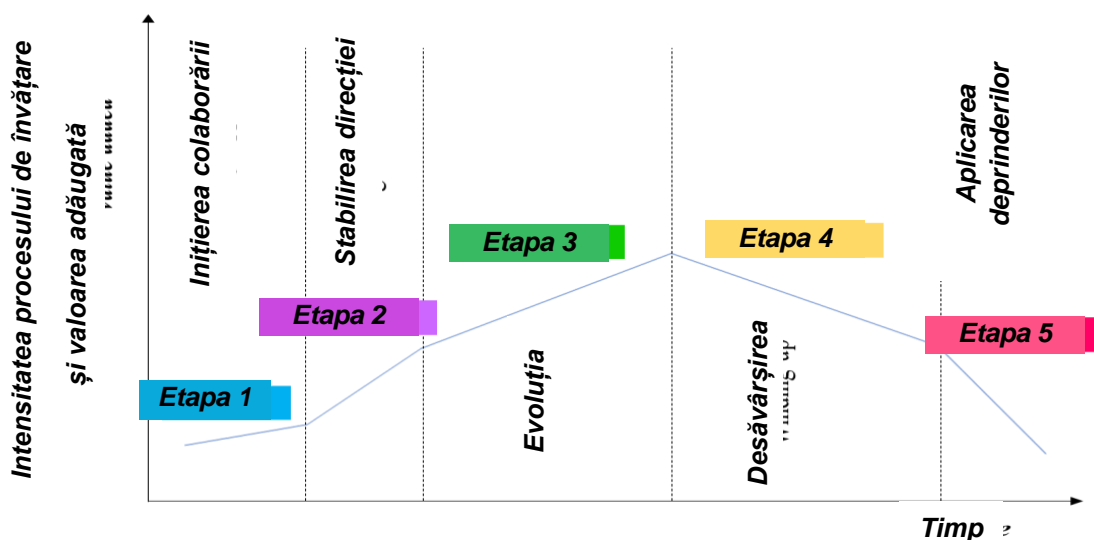 Intensitatea procesului de învățare
și valoarea adăugată
Inițierea colaborării
Stabilirea direcției
Aplicarea
deprinderilor
Etapa 1
Etapa 2
Etapa 3
Etapa 4
Etapa 5
Evoluția
Desăvârșirea
Timp